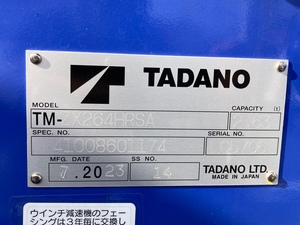 TADANO
MODEL
CAPACITY (t)
TM-ZX264HRSA
SPEC. NO.
SERIAL NO.
MFG. DATE
SS NO.
7.2023
14
TADANO LTD.
MADE IN JAPAN
ウインチ減速機のフェー
シングは3年毎に交換し